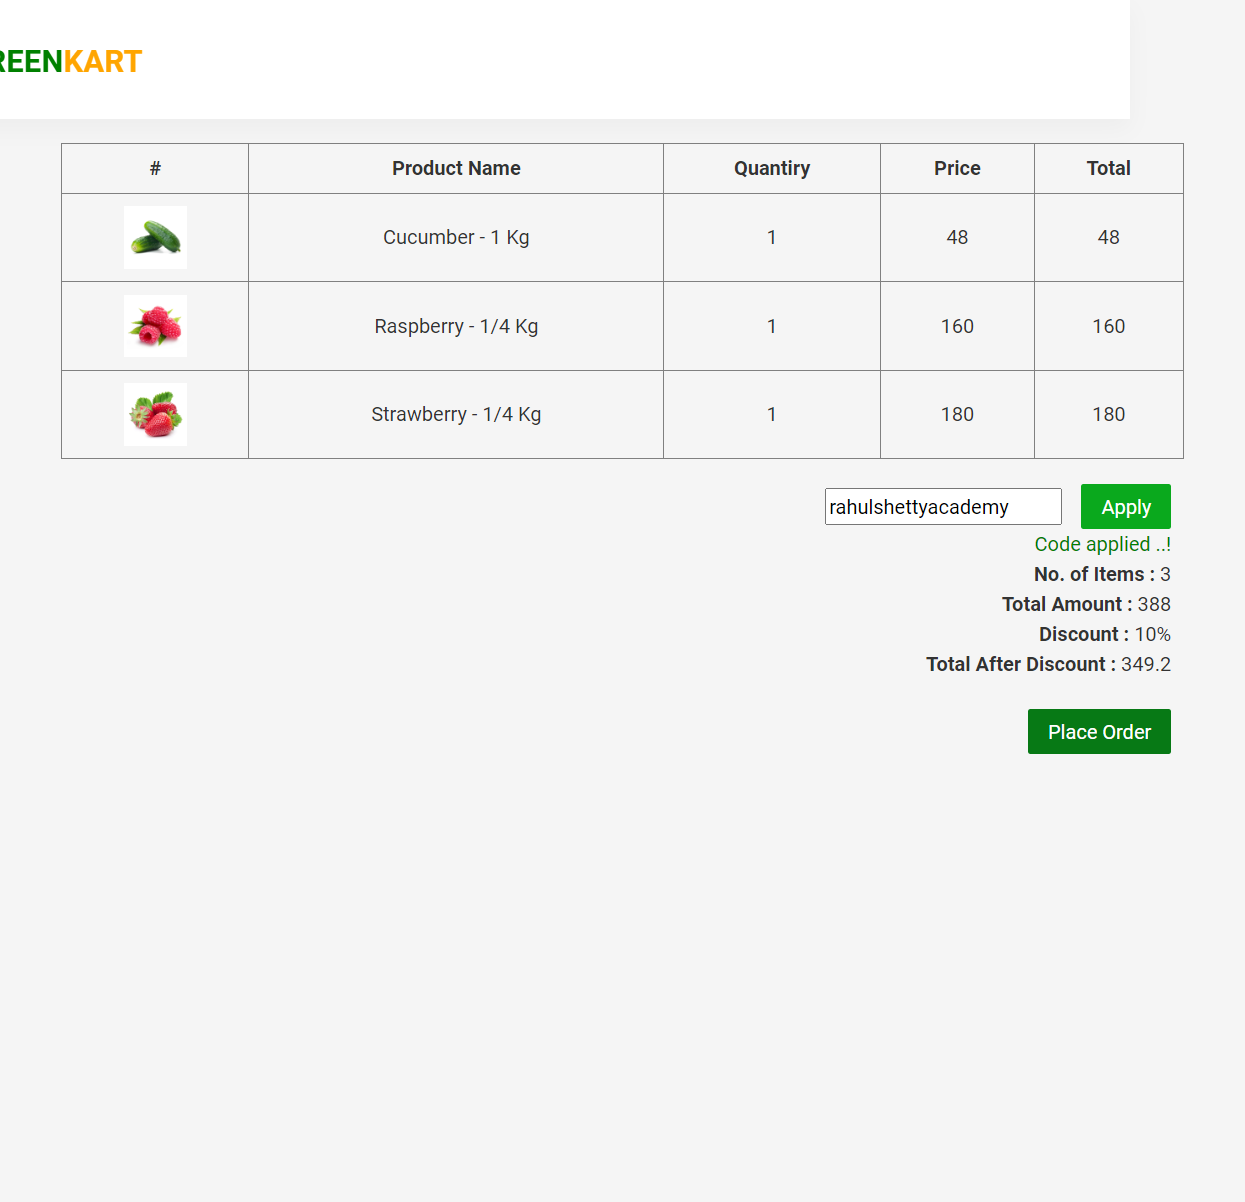 REENKART
# Product Name Quantiry Price Total
Cucumber - 1 Kg 1 48 48
Raspberry - 1/4 Kg 1 160 160
Strawberry - 1/4 Kg 1 180 180
rahulshettyacademy Apply
Code applied ..!
No. of Items : 3
Total Amount : 388
Discount : 10%
Total After Discount : 349.2
Place Order